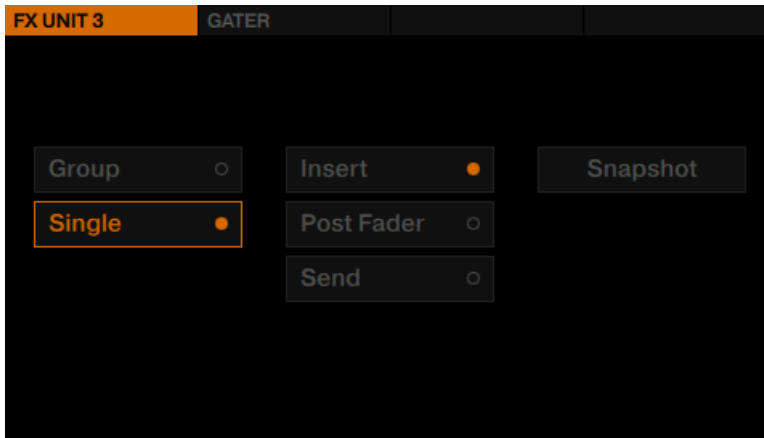 FX UNIT 3 GATER
Group Insert Snapshot
Single Post Fader
Send